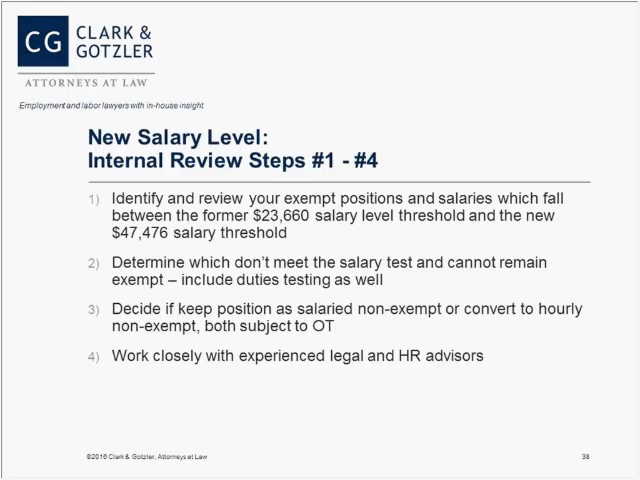 CG
CLARK &
GOTZLER
ATTORNEYS AT LAW
Employment and labor lawyers with in-house insight
New Salary Level:
Internal Review Steps #1 - #4
1) Identify and review your exempt positions and salaries which fall
between the former $23,660 salary level threshold and the new
$47,476 salary threshold
2) Determine which don't meet the salary test and cannot remain
exempt – include duties testing as well
3) Decide if keep position as salaried non-exempt or convert to hourly
non-exempt, both subject to OT
4) Work closely with experienced legal and HR advisors
©2016 Clark & Gotzler, Attorneys at Law
38